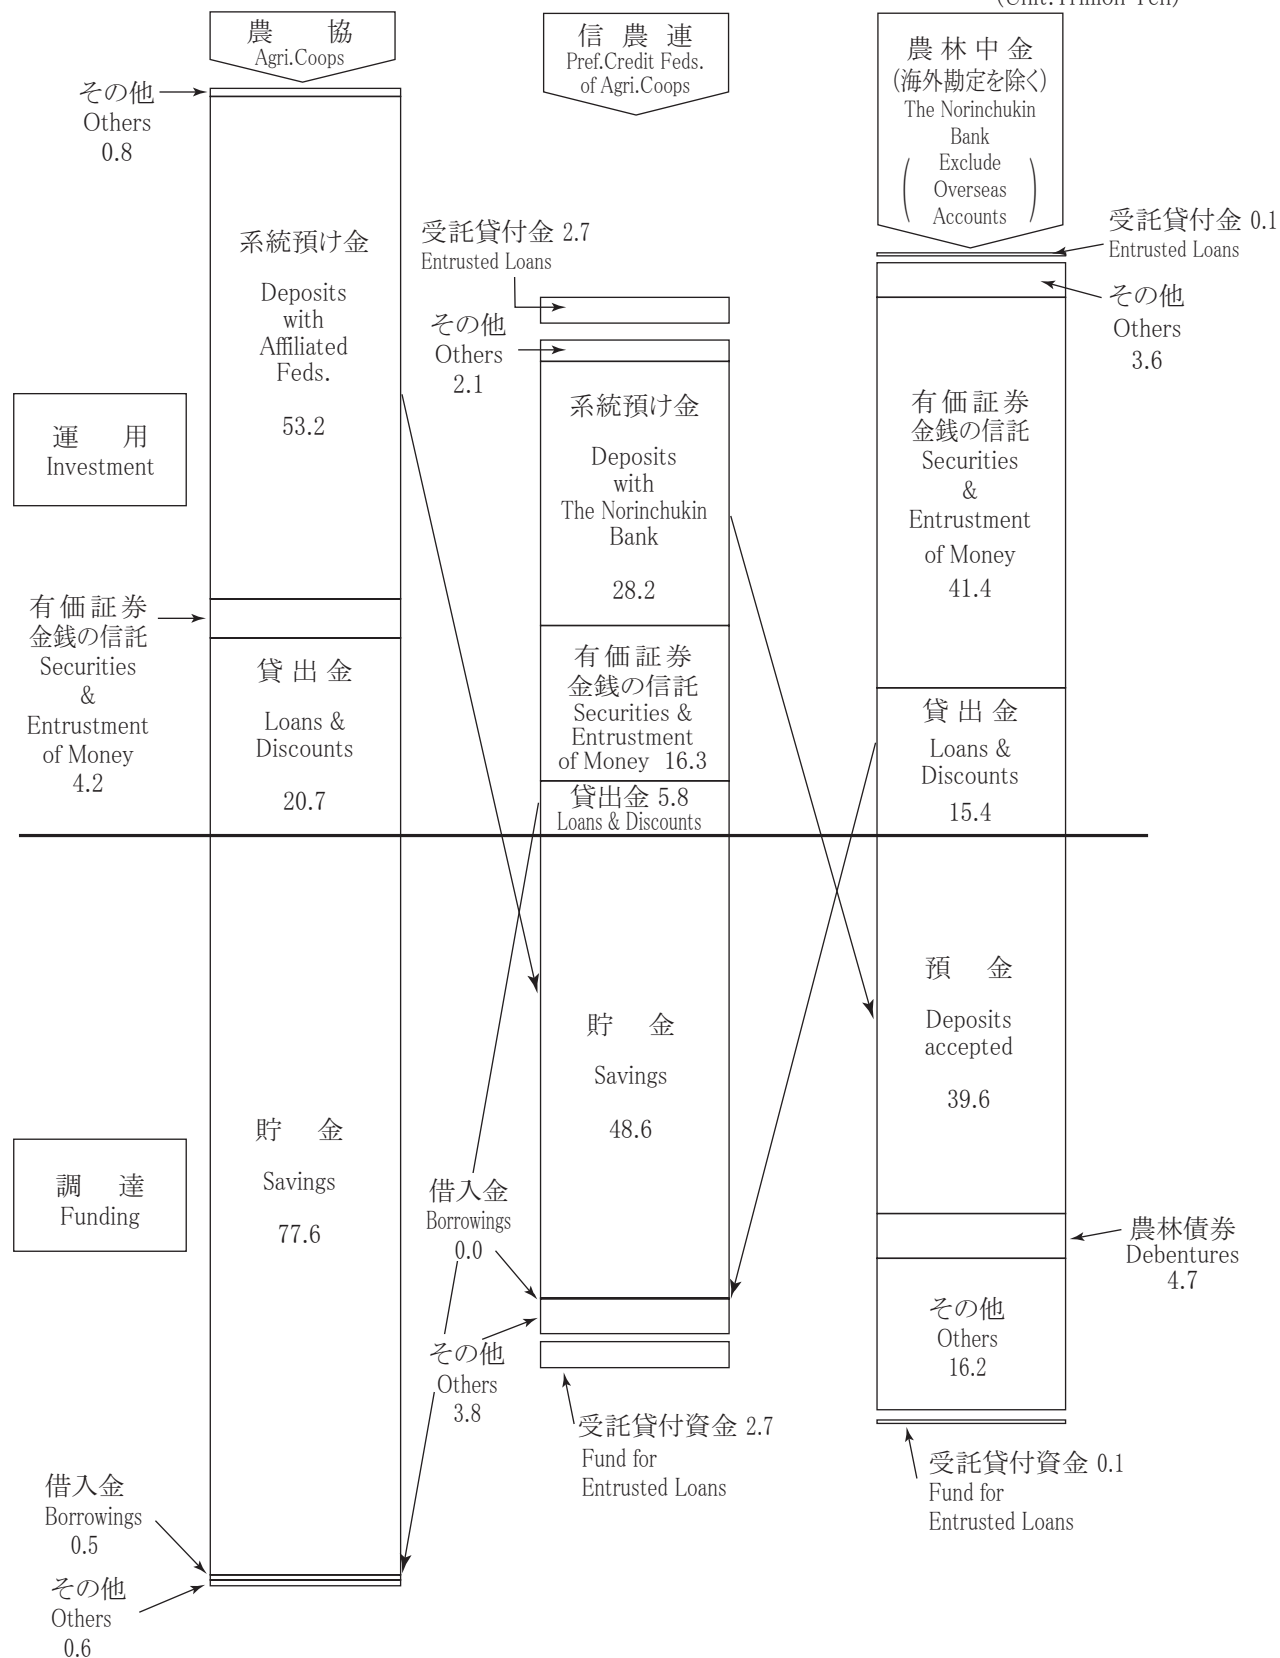 (Unit:Trillion Yen)
農 協
Agri.Coops
信 農 連
Pref.Credit Feds.
of Agri.Coops
農 林 中 金
(海外勘定を除く)
The Norinchukin
Bank
( Exclude
Overseas
Accounts )
その他
Others
0.8
系統預け金
Deposits
with
Affiliated
Feds.
53.2
有 価 証 券
金銭の信託
Securities
&
Entrustment
of Money
4.2
貸 出 金
Loans &
Discounts
20.7
運 用
Investment
受託貸付金 2.7
Entrusted Loans
その他
Others
2.1
系統預け金
Deposits
with
The Norinchukin
Bank
28.2
有 価 証 券
金銭の信託
Securities &
Entrustment
of Money 16.3
貸出金 5.8
Loans & Discounts
受託貸付金 0.1
Entrusted Loans
その他
Others
3.6
有 価 証 券
金銭の信託
Securities
&
Entrustment
of Money
41.4
貸 出 金
Loans &
Discounts
15.4
調 達
Funding
貯 金
Savings
77.6
借入金
Borrowings
0.5
その他
Others
0.6
貯 金
Savings
48.6
借入金
Borrowings
0.0
その他
Others
3.8
受託貸付資金 2.7
Fund for
Entrusted Loans
預 金
Deposits
accepted
39.6
農林債券
Debentures
4.7
その他
Others
16.2
受託貸付資金 0.1
Fund for
Entrusted Loans